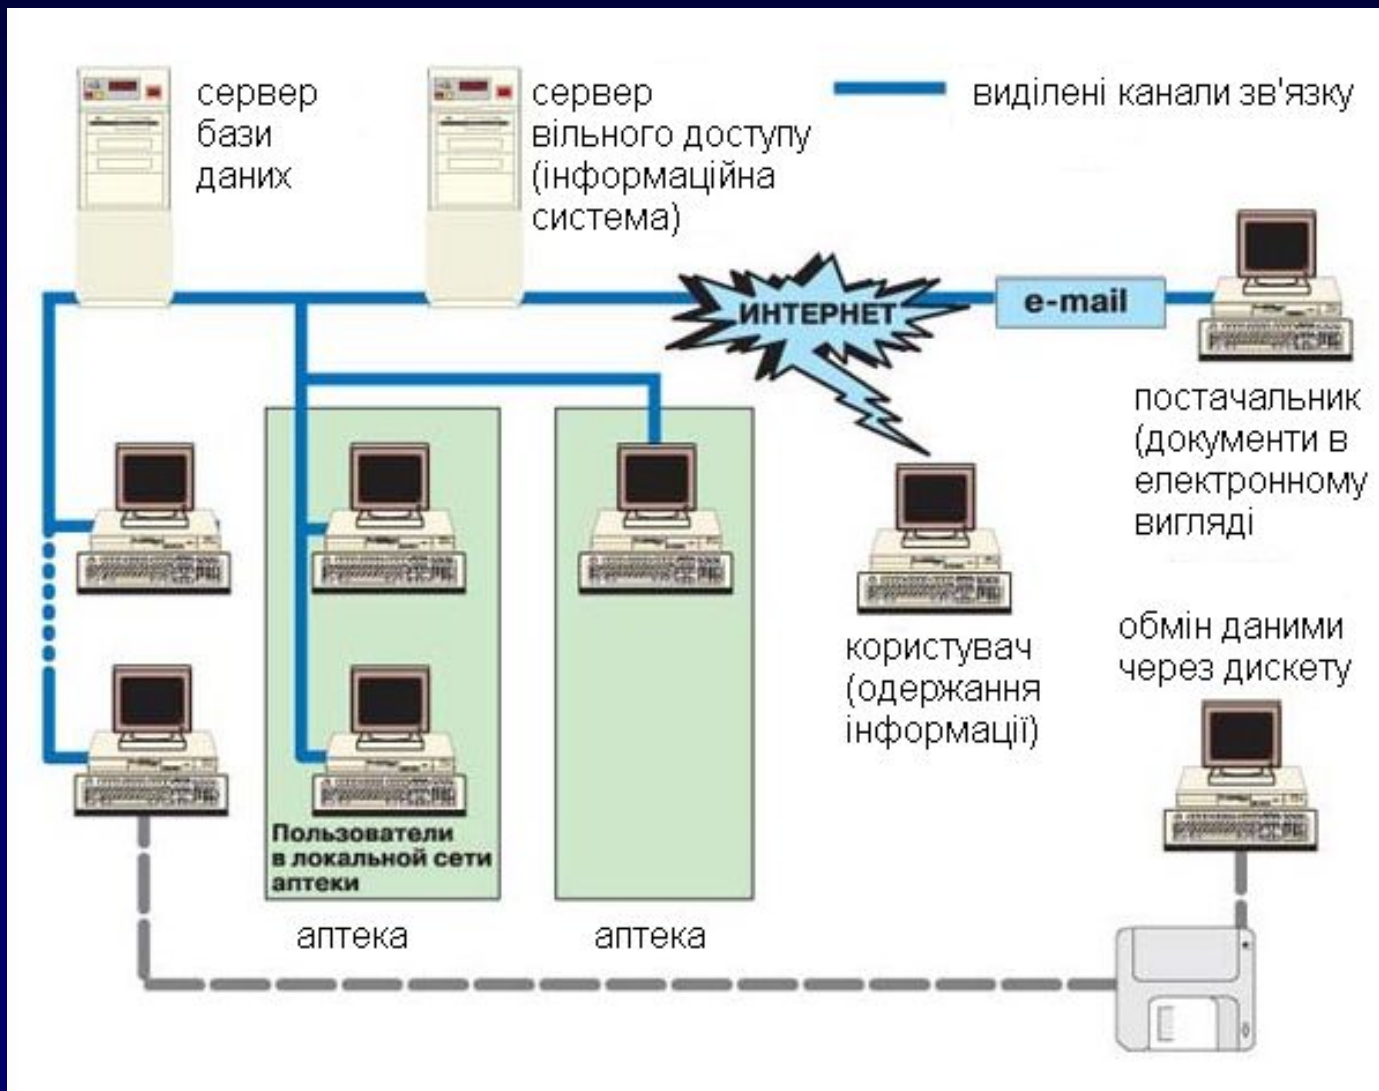 сервер
бази
даних
сервер
вільного доступу
(інформаційна
система)
виділені канали зв'язку
ИНТЕРНЕТ
e-mail
постачальник
(документи в
електронному
вигляді
користувач
(одержання
інформації)
обмін даними
через дискету
Пользователи
в локальной сети
аптеки
аптека
аптека